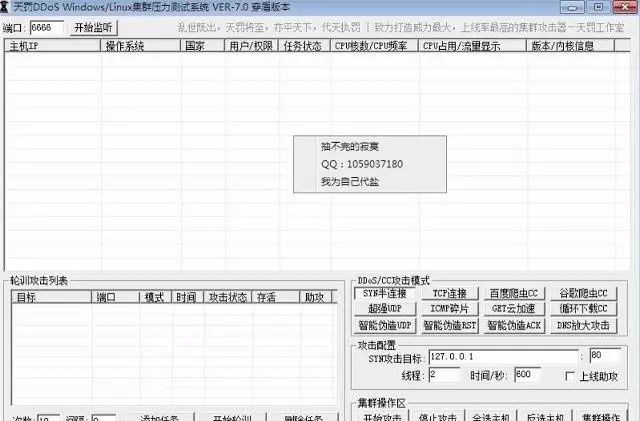 天罚DDoS Windows/Linux集群压力测试系统 VER-7.0 穿盾版本
端口: 6666 开始监听 乱世既出，天罚将至，亦平天下，代天执罚 | 致力打造威力最大，上线率最高的集群攻击器—天罚工作室
主机IP 操作系统 国家 用户/权限 任务状态 CPU核数/CPU频率 CPU占用/流量显示 版本/内核信息
抽不完的寂寞
QQ：1059037180
我为自己代盐
轮训攻击列表
目标 端口 模式 时间 攻击状态 存活 助攻
DDoS/CC攻击模式
SYN半连接 TCP连接 百度爬虫CC 谷歌爬虫CC
超强UDP ICMP碎片 GET云加速 循环下载CC
智能伪造UDP 智能伪造RST 智能伪造ACK DNS放大攻击
攻击配置
SYN攻击目标: 127.0.0.1 : 80
线程: 2 时间/秒: 600 上线助攻
集群操作区
次数: 10 间隔: 0 添加任务 开始轮训 删除任务
开始攻击 停止攻击 全选主机 反选主机 集群操作